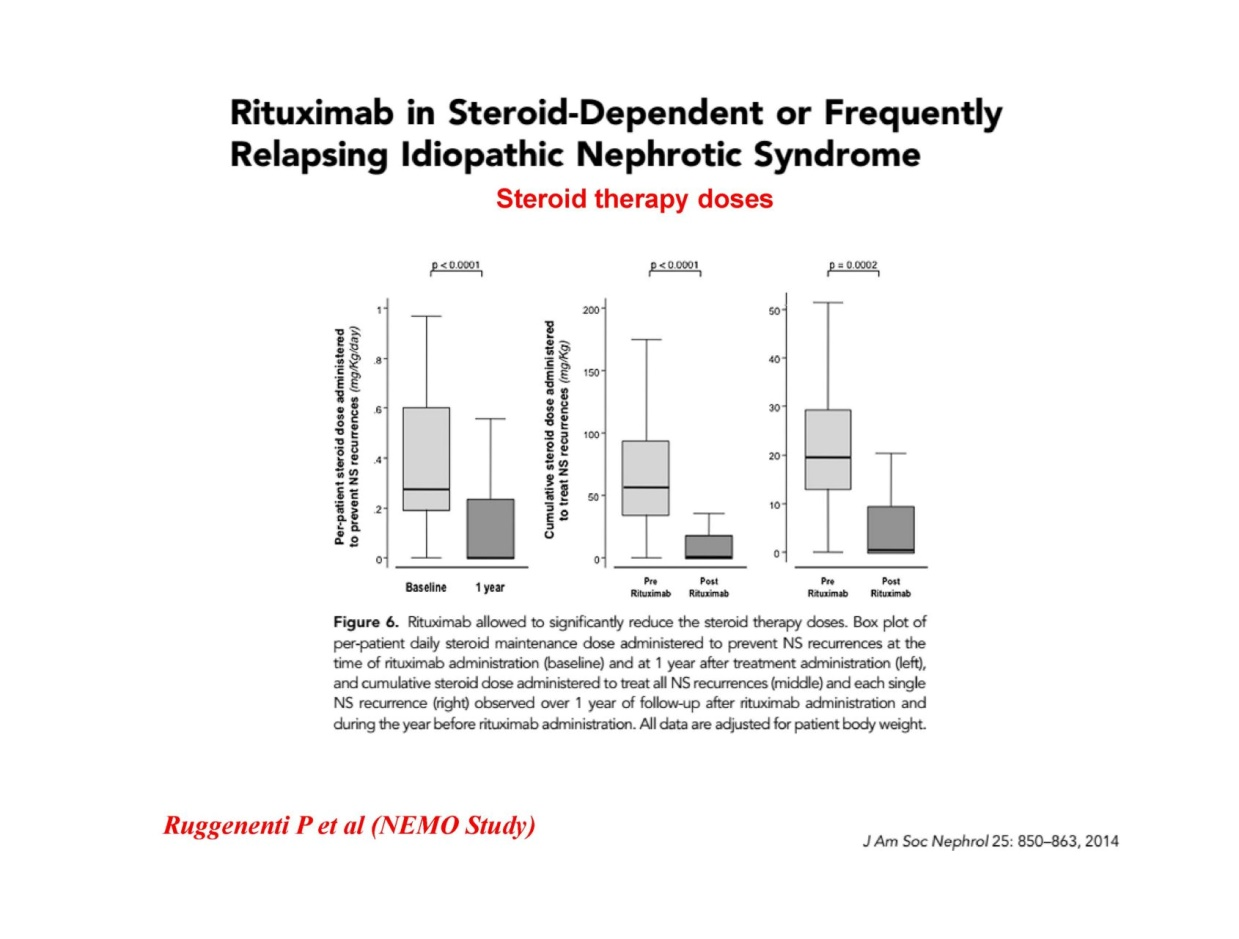 Rituximab in Steroid-Dependent or Frequently
Relapsing Idiopathic Nephrotic Syndrome
Steroid therapy doses
p < 0.0001
Per-patient steroid dose administered
to prevent NS recurrences (mg/Kg/day)
1
.8
.6
.4
.2
0
Baseline
1 year
p < 0.0001
Cumulative steroid dose administered
to treat NS recurrences (mg/Kg)
200
150
100
50
0
Pre
Rituximab
Post
Rituximab
p = 0.0002
50
40
30
20
10
0
Pre
Rituximab
Post
Rituximab
Figure 6. Rituximab allowed to significantly reduce the steroid therapy doses. Box plot of
per-patient daily steroid maintenance dose administered to prevent NS recurrences at the
time of rituximab administration (baseline) and at 1 year after treatment administration (left),
and cumulative steroid dose administered to treat all NS recurrences (middle) and each single
NS recurrence (right) observed over 1 year of follow-up after rituximab administration and
during the year before rituximab administration. All data are adjusted for patient body weight.
Ruggenenti P et al (NEMO Study)
J Am Soc Nephrol 25: 850–863, 2014